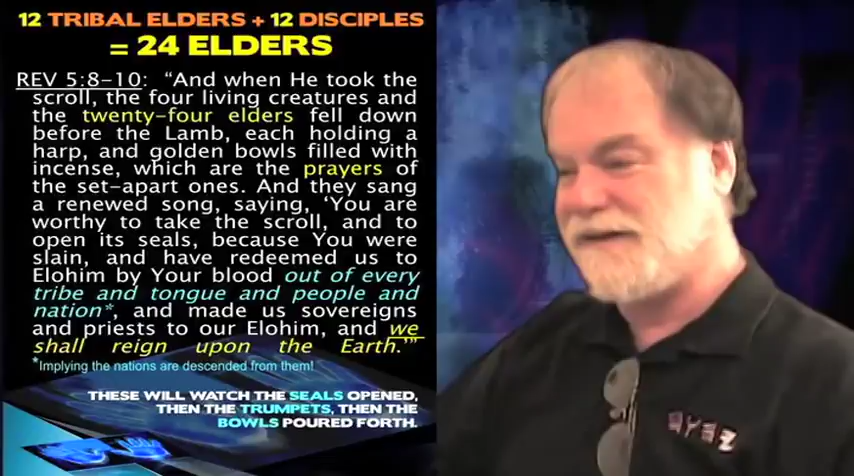 12 TRIBAL ELDERS + 12 DISCIPLES
= 24 ELDERS
REV 5:8-10: “And when He took the
scroll, the four living creatures and
the twenty-four elders fell down
before the Lamb, each holding a
harp, and golden bowls filled with
incense, which are the prayers of
the set-apart ones. And they sang
a renewed song, saying, ‘You are
worthy to take the scroll, and to
open its seals, because You were
slain, and have redeemed us to
Elohim by Your blood out of every
tribe and tongue and people and
nation*, and made us sovereigns
and priests to our Elohim, and we
shall reign upon the Earth.’”
*Implying the nations are descended from them!
THESE WILL WATCH THE SEALS OPENED,
THEN THE TRUMPETS, THEN THE
BOWLS POURED FORTH.